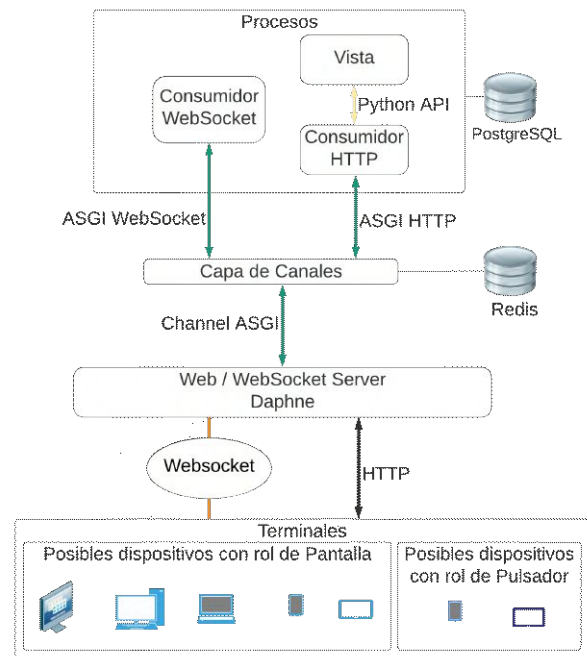 Procesos
Vista
Consumidor
WebSocket
Python API
Consumidor
HTTP
PostgreSQL
ASGI WebSocket
ASGI HTTP
Capa de Canales
Redis
Channel ASGI
Web / WebSocket Server
Daphne
Websocket
HTTP
Terminales
Posibles dispositivos con rol de Pantalla
Posibles dispositivos
con rol de Pulsador